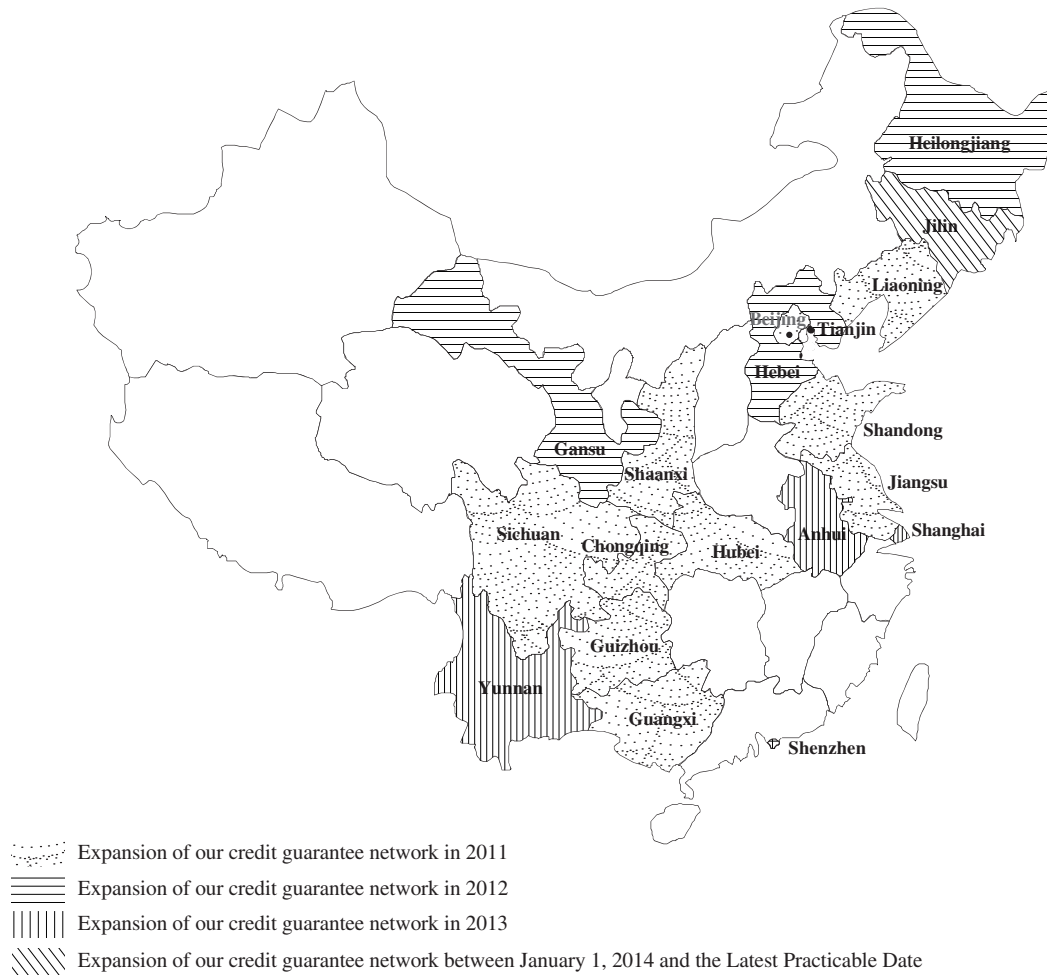 Heilongjiang
Jilin
Liaoning
Beijing
Tianjin
Hebei
Shandong
Gansu
Shaanxi
Jiangsu
Shanghai
Sichuan
Chongqing
Hubei
Anhui
Guizhou
Yunnan
Guangxi
Shenzhen
Expansion of our credit guarantee network in 2011
Expansion of our credit guarantee network in 2012
Expansion of our credit guarantee network in 2013
Expansion of our credit guarantee network between January 1, 2014 and the Latest Practicable Date